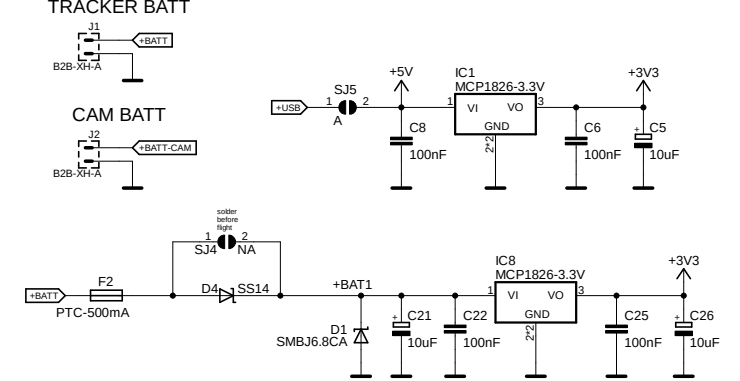 TRACKER BATT
J1
+BATT
B2B-XH-A
CAM BATT
J2
+BATT-CAM
B2B-XH-A
+USB
SJ5
1 2
A
+5V
C8
100nF
IC1
MCP1826-3.3V
1 VI VO 3
GND
2*2
C6
100nF
+3V3
+ C5
10uF
solder
before
flight
1 2
SJ4 NA
+BATT
F2
PTC-500mA
D4 SS14
+BAT1
D1
SMBJ6.8CA
+ C21
10uF
C22
100nF
IC8
MCP1826-3.3V
1 VI VO 3
GND
2*2
C25
100nF
+3V3
+ C26
10uF